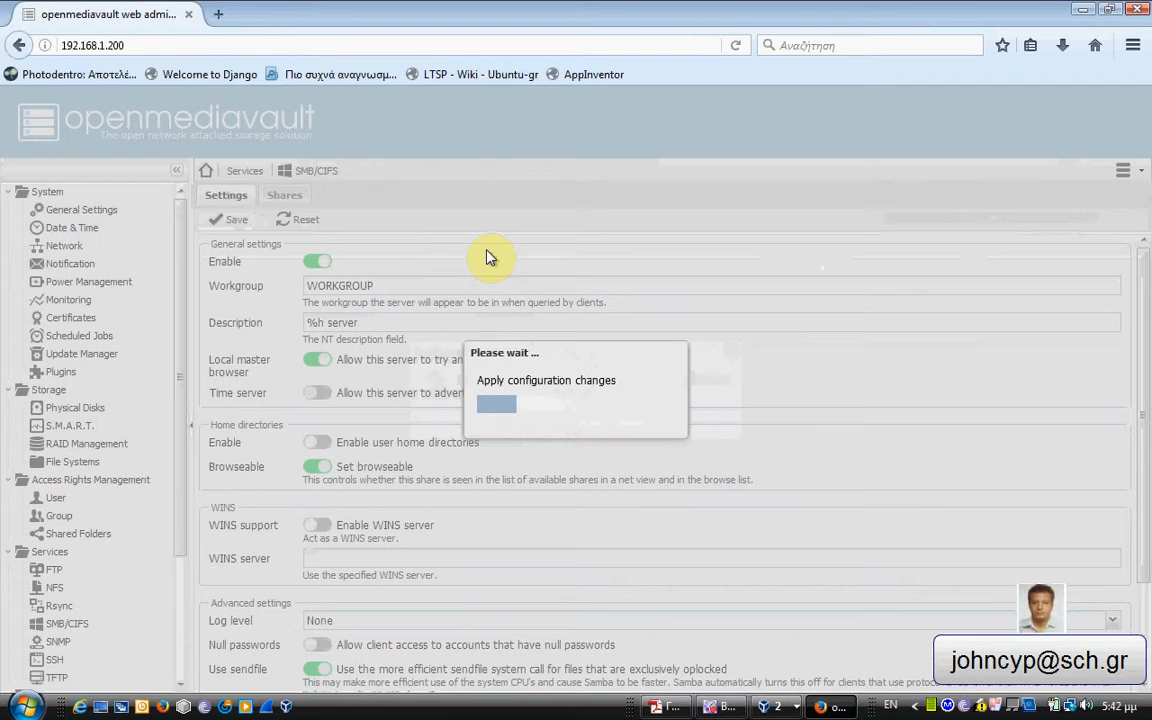 openmediavault web admi...
192.168.1.200
Αναζήτηση
Photodentro: Αποτελέ...
Welcome to Django
Πιο συχνά αναγνωσμ...
LTSP - Wiki - Ubuntu-gr
AppInventor
openmediavault
The open network attached storage solution
Services
SMB/CIFS
Settings
Shares
Save
Reset
System
General Settings
Date & Time
Network
Notification
Power Management
Monitoring
Certificates
Scheduled Jobs
Update Manager
Plugins
Storage
Physical Disks
S.M.A.R.T.
RAID Management
File Systems
Access Rights Management
User
Group
Shared Folders
Services
FTP
NFS
Rsync
SMB/CIFS
SNMP
SSH
TFTP
General settings
Enable
Workgroup
WORKGROUP
The workgroup the server will appear to be in when queried by clients.
Description
%h server
The NT description field.
Local master browser
Allow this server to try an
Time server
Allow this server to adver
Please wait ...
Apply configuration changes
Home directories
Enable
Enable user home directories
Browseable
Set browseable
This controls whether this share is seen in the list of available shares in a net view and in the browse list.
WINS
WINS support
Enable WINS server
Act as a WINS server.
WINS server
Use the specified WINS server.
Advanced settings
Log level
None
Null passwords
Allow client access to accounts that have null passwords
Use sendfile
Use the more efficient sendfile system call for files that are exclusively oplocked
This may make more efficient use of the system CPU's and cause Samba to be faster. Samba automatically turns this off for clients that use protoc
johncyp@sch.gr
Γ...
B...
2
o...
EN
5:42 μμ